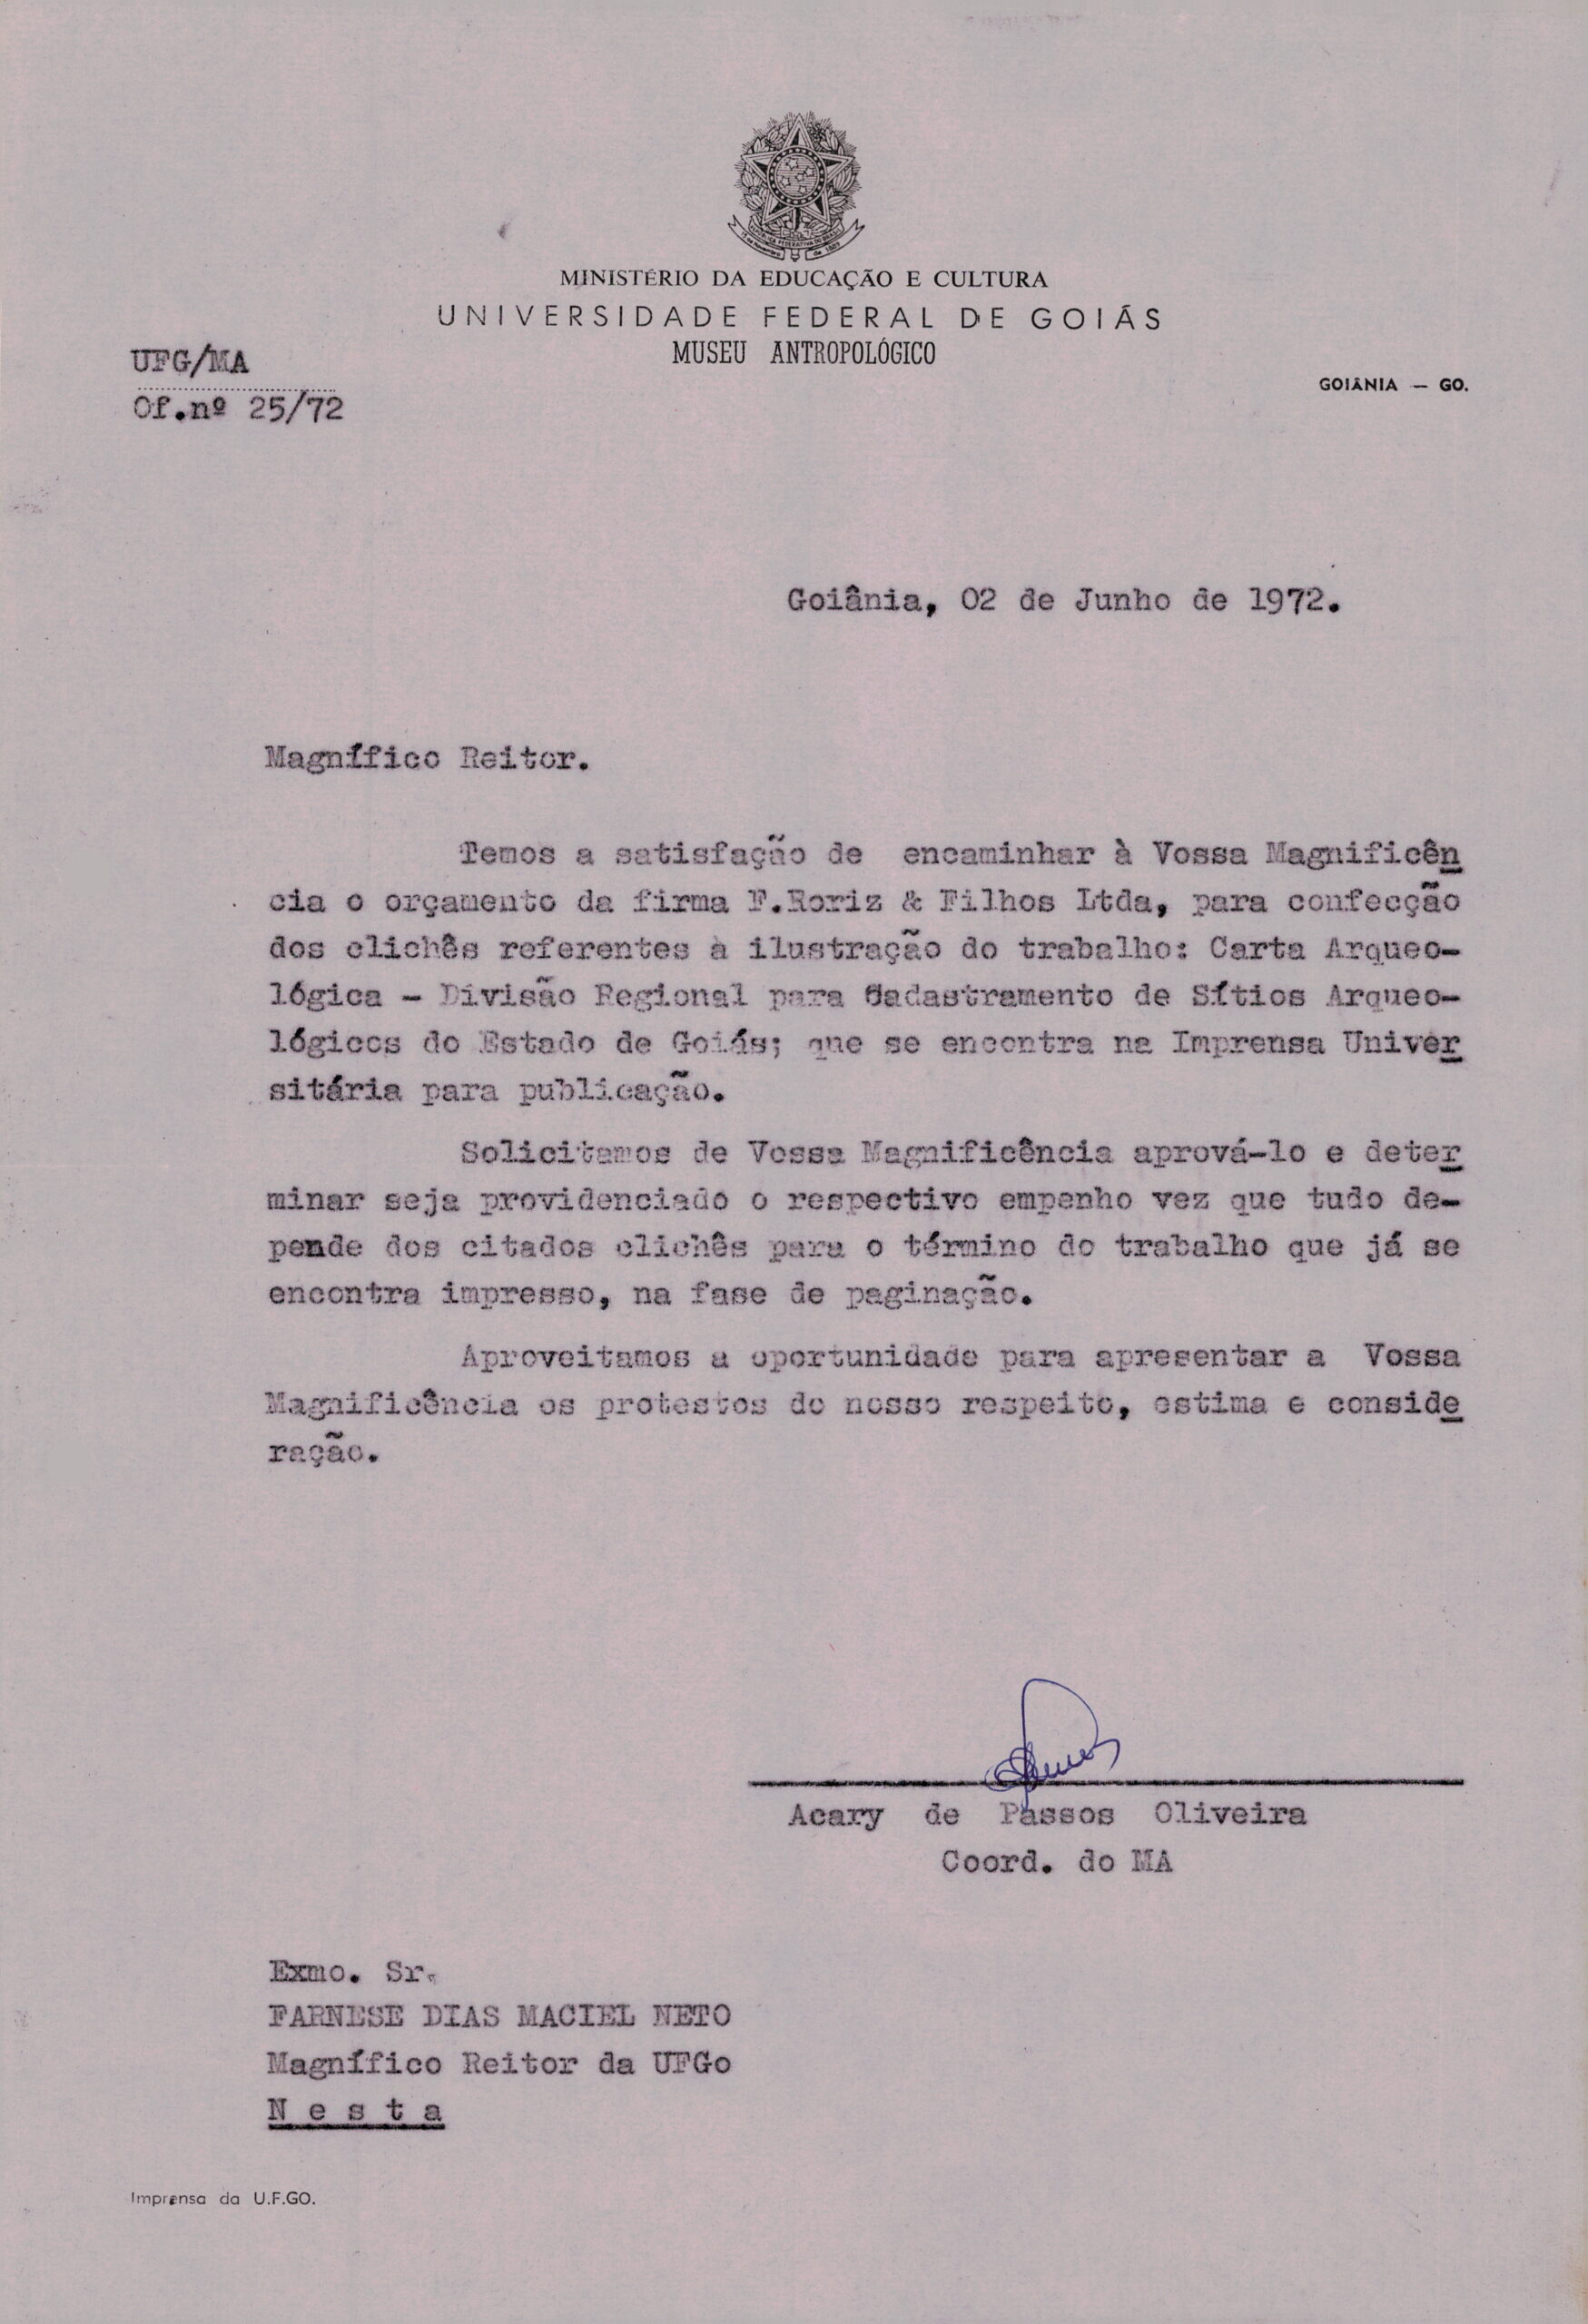 MINISTÉRIO DA EDUCAÇÃO E CULTURA
UNIVERSIDADE FEDERAL DE GOIÁS
MUSEU ANTROPOLÓGICO
UFG/MA
GOIÂNIA — GO.
Of.nº 25/72
Goiânia, 02 de Junho de 1972.
Magnífico Reitor.
Temos a satisfação de encaminhar à Vossa Magnificên
cia o orçamento da firma F.Roriz & Filhos Ltda, para confecção
dos clichês referentes à ilustração do trabalho: Carta Arqueo-
lógica - Divisão Regional para Cadastramento de Sítios Arqueo-
lógicos do Estado de Goiás; que se encontra na Imprensa Univer
sitária para publicação.
Solicitamos de Vossa Magnificência aprová-lo e deter
minar seja providenciado o respectivo empenho vez que tudo de-
pende dos citados clichês para o término do trabalho que já se
encontra impresso, na fase de paginação.
Aproveitamos a oportunidade para apresentar a Vossa
Magnificência os protestos do nosso respeito, estima e conside
ração.
Acary de Passos Oliveira
Coord. do MA
Exmo. Sr.
FARNESE DIAS MACIEL NETO
Magnífico Reitor da UFGo
N e s t a
Imprensa da U.F.GO.